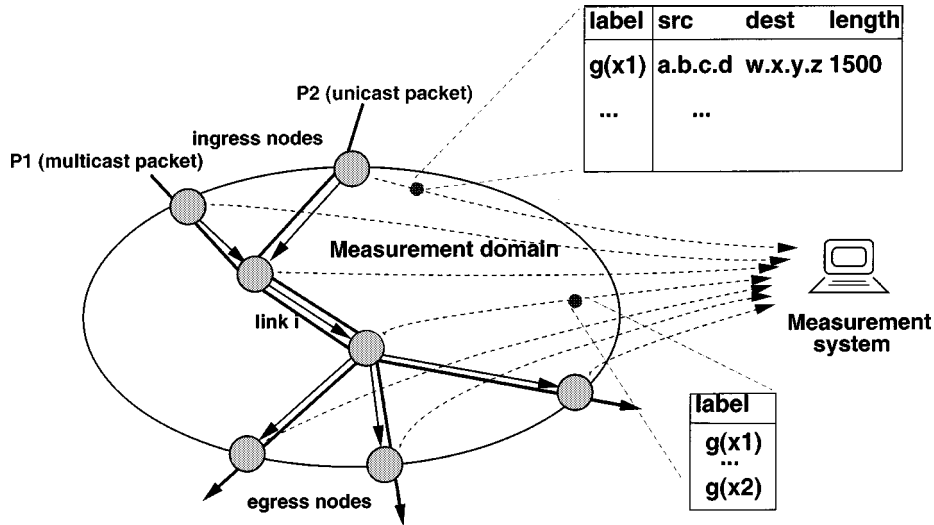 label src dest length
g(x1) a.b.c.d w.x.y.z 1500
... ...
P2 (unicast packet)
ingress nodes
P1 (multicast packet)
Measurement domain
link i
Measurement
system
label
g(x1)
...
g(x2)
egress nodes